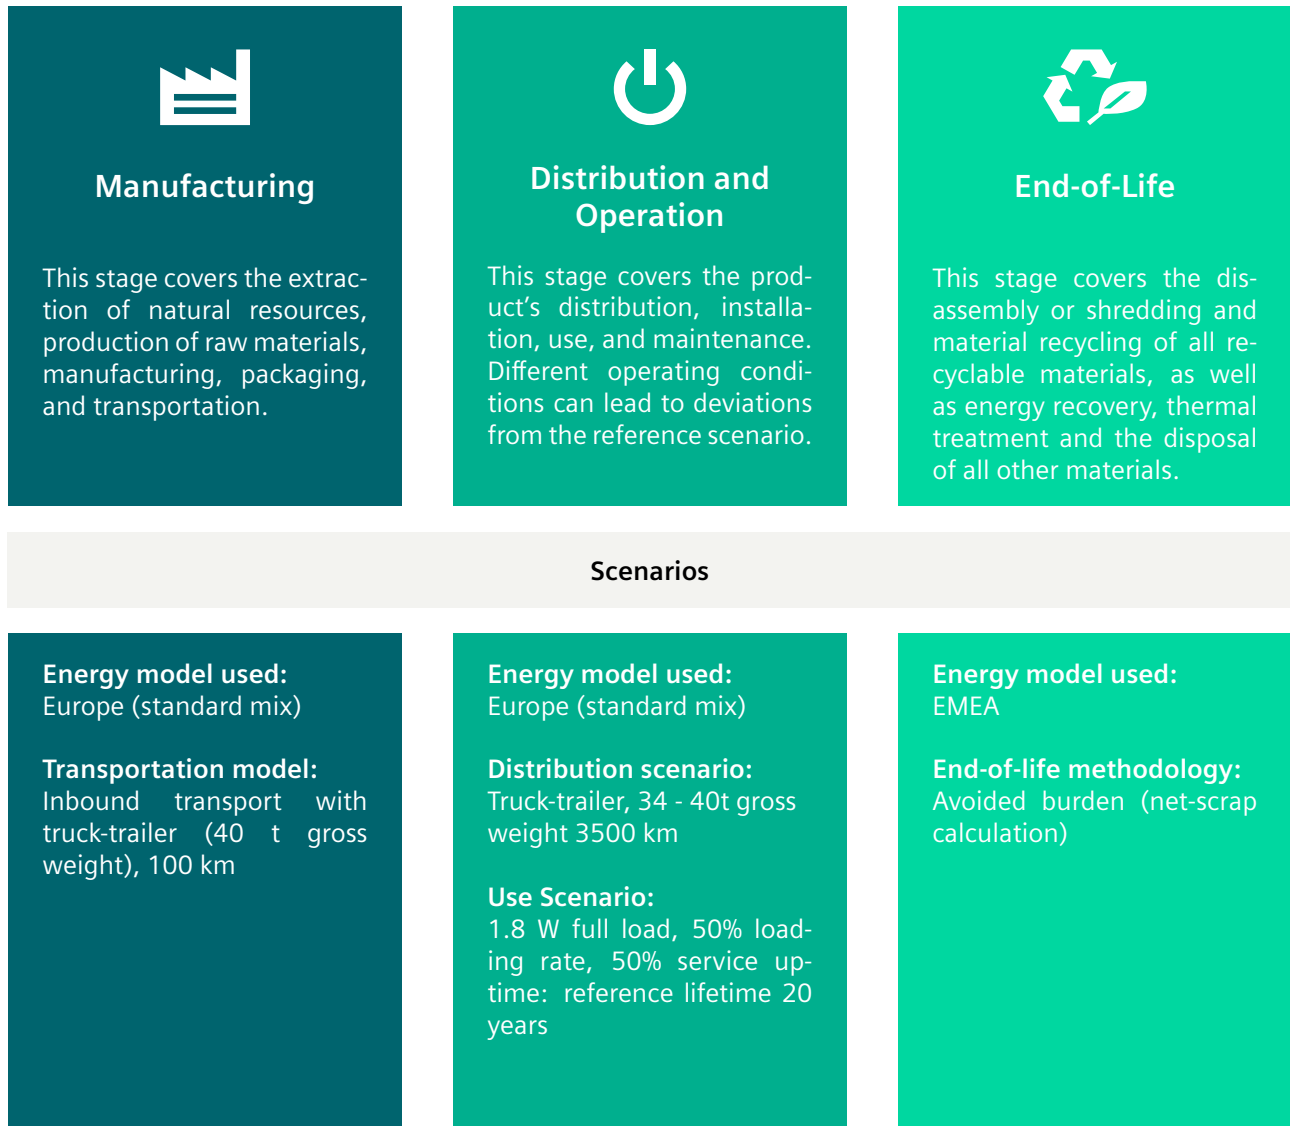 Manufacturing
This stage covers the extrac-
tion of natural resources,
production of raw materials,
manufacturing, packaging,
and transportation.
Distribution and
Operation
This stage covers the prod-
uct's distribution, installa-
tion, use, and maintenance.
Different operating condi-
tions can lead to deviations
from the reference scenario.
End-of-Life
This stage covers the dis-
assembly or shredding and
material recycling of all re-
cyclable materials, as well
as energy recovery, thermal
treatment and the disposal
of all other materials.
Scenarios
Energy model used:
Europe (standard mix)
Transportation model:
Inbound transport with
truck-trailer (40 t gross
weight), 100 km
Energy model used:
Europe (standard mix)
Distribution scenario:
Truck-trailer, 34 - 40t gross
weight 3500 km
Use Scenario:
1.8 W full load, 50% load-
ing rate, 50% service up-
time: reference lifetime 20
years
Energy model used:
EMEA
End-of-life methodology:
Avoided burden (net-scrap
calculation)